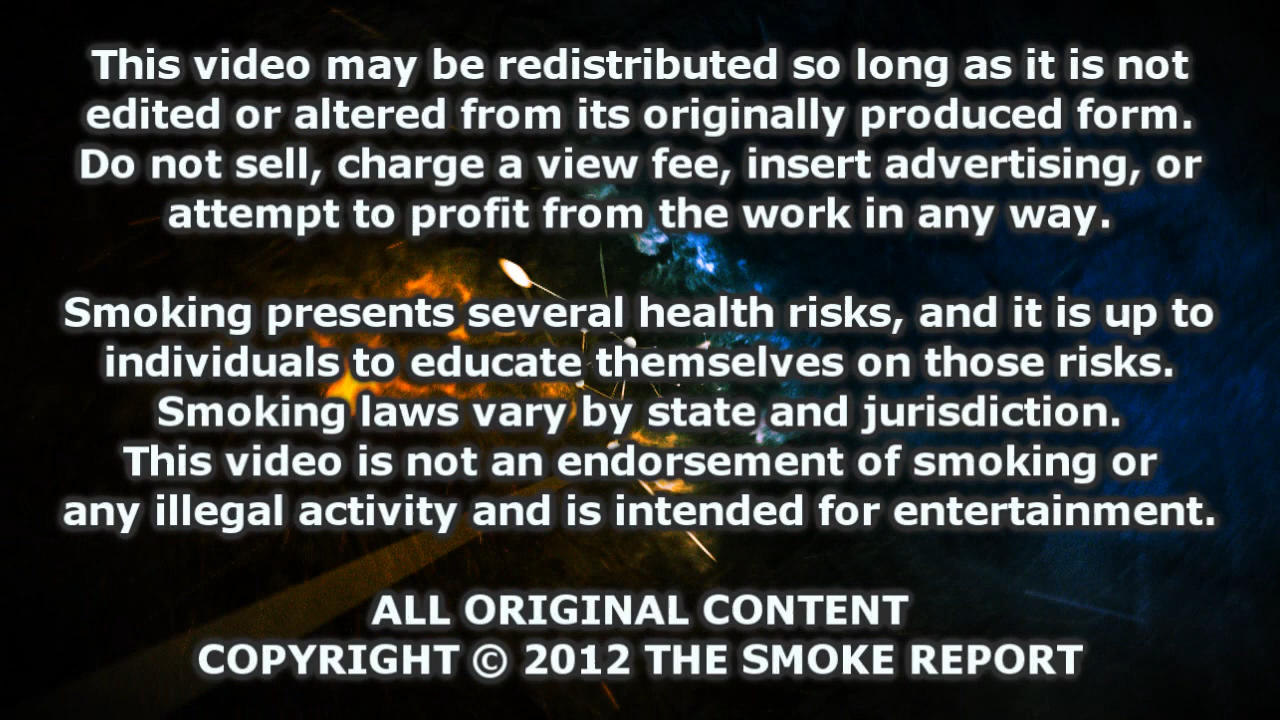 This video may be redistributed so long as it is not
edited or altered from its originally produced form.
Do not sell, charge a view fee, insert advertising, or
attempt to profit from the work in any way.
Smoking presents several health risks, and it is up to
individuals to educate themselves on those risks.
Smoking laws vary by state and jurisdiction.
This video is not an endorsement of smoking or
any illegal activity and is intended for entertainment.
ALL ORIGINAL CONTENT
COPYRIGHT © 2012 THE SMOKE REPORT